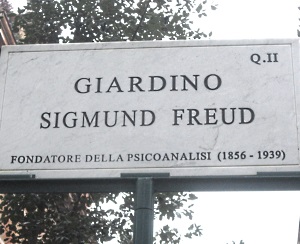 Q.II
GIARDINO
SIGMUND FREUD
FONDATORE DELLA PSICOANALISI (1856 - 1939)